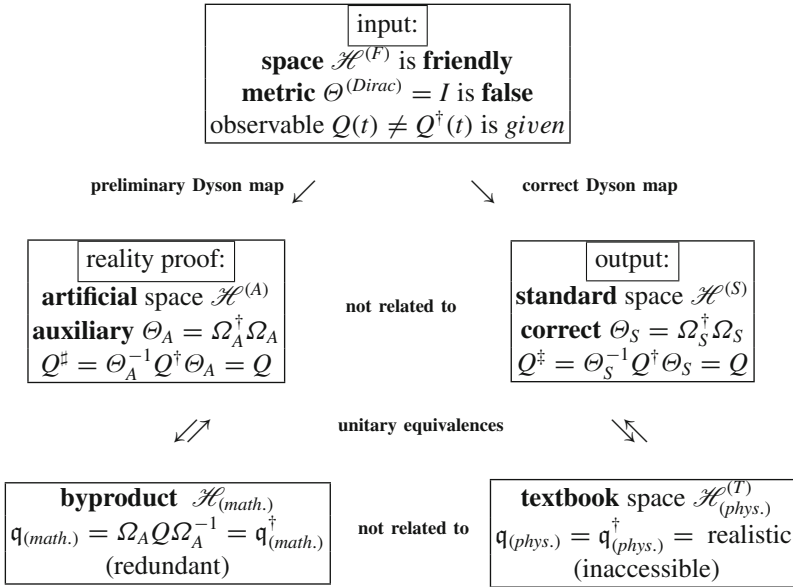 input:
space ℋ^(F) is friendly
metric Θ^(Dirac) = I is false
observable Q(t) ≠ Q†(t) is given
preliminary Dyson map ↙ ↘ correct Dyson map
reality proof:
artificial space ℋ^(A)
auxiliary Θ_A = Ω_A^† Ω_A
Q^♯ = Θ_A^{-1} Q^† Θ_A = Q
not related to
output:
standard space ℋ^(S)
correct Θ_S = Ω_S^† Ω_S
Q^‡ = Θ_S^{-1} Q^† Θ_S = Q
unitary equivalences
byproduct ℋ_(math.)
𝔮_(math.) = Ω_A Q Ω_A^{-1} = 𝔮_(math.)^†
(redundant)
not related to
textbook space ℋ_(phys.)^(T)
𝔮_(phys.) = 𝔮_(phys.)^† = realistic
(inaccessible)